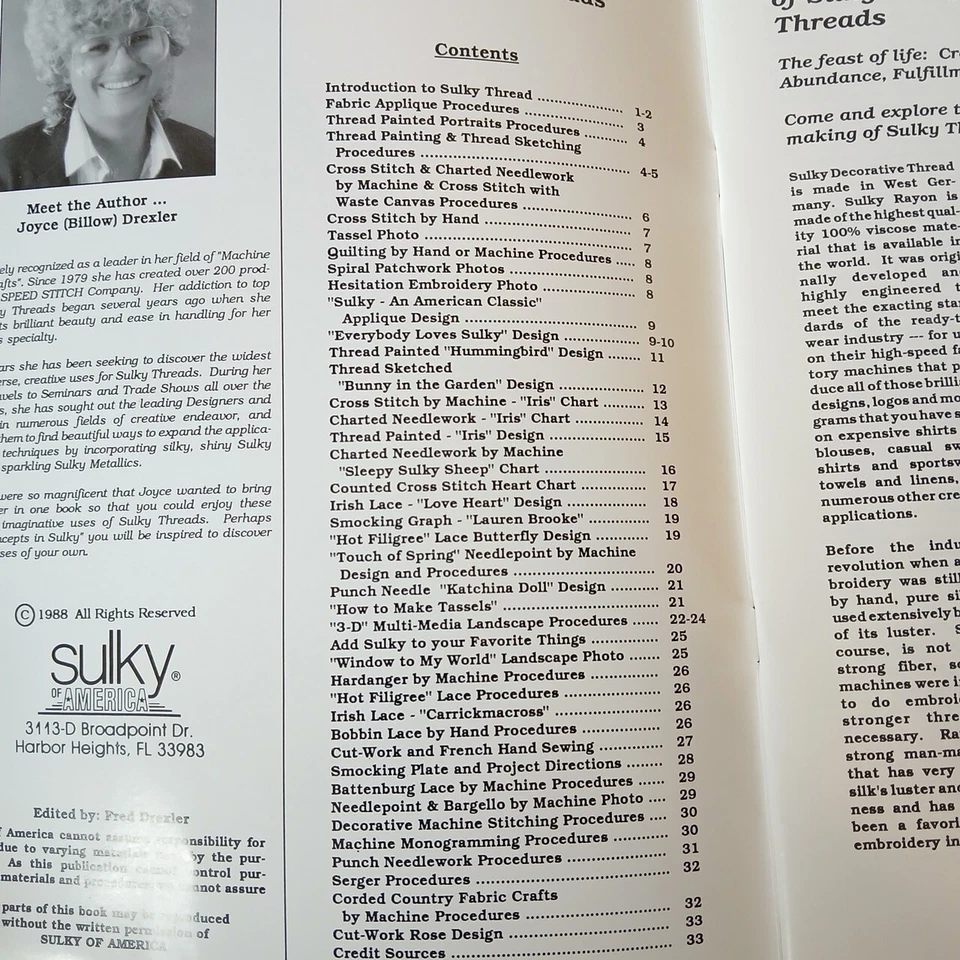 Meet the Author ...
Joyce (Billow) Drexler
ely recognized as a leader in her field of "Machine
afts". Since 1979 she has created over 200 prod-
SPEED STITCH Company. Her addiction to top
y Threads began several years ago when she
ts brilliant beauty and ease in handling for her
s specialty.
ars she has been seeking to discover the widest
erse, creative uses for Sulky Threads. During her
avels to Seminars and Trade Shows all over the
s, she has sought out the leading Designers and
in numerous fields of creative endeavor, and
them to find beautiful ways to expand the applica-
techniques by incorporating silky, shiny Sulky
sparkling Sulky Metallics.
were so magnificent that Joyce wanted to bring
er in one book so that you could enjoy these
imaginative uses of Sulky Threads. Perhaps
ncepts in Sulky" you will be inspired to discover
ses of your own.
© 1988 All Rights Reserved
sulky®
OF AMERICA
3113-D Broadpoint Dr.
Harbor Heights, FL 33983
Edited by: Fred Drexler
f America cannot assure responsibility for
due to varying materials by the pur-
As this publication cannot control pur-
materials and procedures we cannot assure
parts of this book may be reproduced
without the written permission of
SULKY OF AMERICA
Contents
Introduction to Sulky Thread .................. 1-2
Fabric Applique Procedures .................. 3
Thread Painted Portraits Procedures ........ 4
Thread Painting & Thread Sketching
Procedures .................. 4-5
Cross Stitch & Charted Needlework
by Machine & Cross Stitch with
Waste Canvas Procedures .................. 6
Cross Stitch by Hand .................. 7
Tassel Photo .................. 7
Quilting by Hand or Machine Procedures ..... 8
Spiral Patchwork Photos .................. 8
Hesitation Embroidery Photo .................. 8
"Sulky - An American Classic"
Applique Design .................. 9
"Everybody Loves Sulky" Design .................. 9-10
Thread Painted "Hummingbird" Design ........ 11
Thread Sketched
"Bunny in the Garden" Design .................. 12
Cross Stitch by Machine - "Iris" Chart ........ 13
Charted Needlework - "Iris" Chart .................. 14
Thread Painted - "Iris" Design .................. 15
Charted Needlework by Machine
"Sleepy Sulky Sheep" Chart .................. 16
Counted Cross Stitch Heart Chart .................. 17
Irish Lace - "Love Heart" Design .................. 18
Smocking Graph - "Lauren Brooke" .................. 19
"Hot Filigree" Lace Butterfly Design .................. 19
"Touch of Spring" Needlepoint by Machine
Design and Procedures .................. 20
Punch Needle "Katchina Doll" Design ........ 21
"How to Make Tassels" .................. 21
"3-D" Multi-Media Landscape Procedures ...... 22-24
Add Sulky to your Favorite Things .................. 25
"Window to My World" Landscape Photo ...... 25
Hardanger by Machine Procedures ........ 26
"Hot Filigree" Lace Procedures .................. 26
Irish Lace - "Carrickmacross" .................. 26
Bobbin Lace by Hand Procedures .................. 26
Cut-Work and French Hand Sewing .................. 27
Smocking Plate and Project Directions ........ 28
Battenburg Lace by Machine Procedures ...... 29
Needlepoint & Bargello by Machine Photo .... 29
Decorative Machine Stitching Procedures .... 30
Machine Monogramming Procedures .................. 30
Punch Needlework Procedures .................. 31
Serger Procedures .................. 32
Corded Country Fabric Crafts
by Machine Procedures .................. 32
Cut-Work Rose Design .................. 33
Credit Sources .................. 33
Threads
The feast of life: Cr
Abundance, Fulfillm
Come and explore t
making of Sulky Th
Sulky Decorative Thread
is made in West Ger-
many. Sulky Rayon is
made of the highest qual-
ity 100% viscose mate-
rial that is available in
the world. It was origi
nally developed an
highly engineered t
meet the exacting stan
dards of the ready-t
wear industry --- for u
on their high-speed fa
tory machines that p
duce all of those brilli
designs, logos and mo
grams that you have s
on expensive shirts
blouses, casual sw
shirts and sportsw
towels and linens,
numerous other cre
applications.
Before the indu
revolution when a
broidery was still
by hand, pure si
used extensively b
of its luster. S
course, is not
strong fiber, so
machines were i
to do embroi
stronger thre
necessary. Ra
strong man-ma
that has very
silk's luster and
ness and has
been a favori
embroidery in